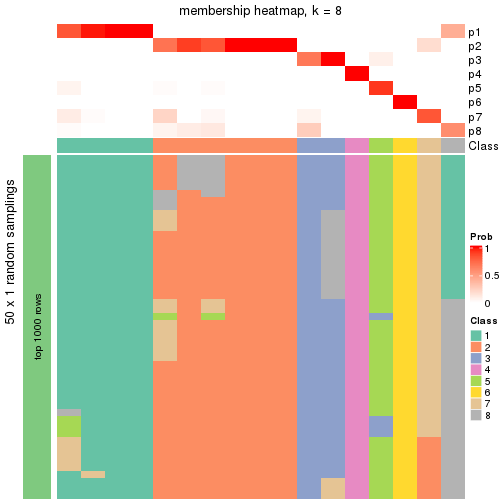 membership heatmap, k = 8
p1
p2
p3
p4
p5
p6
p7
p8
Class
50 x 1 random samplings
top 1000 rows
Prob
1
0.5
0
Class
1
2
3
4
5
6
7
8